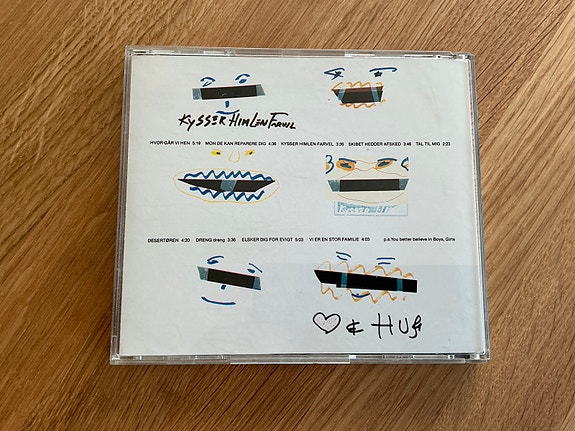 KYSSER HIMLEN FARVEL
HVOR GÅR VI HEN 5:19 MON DE KAN REPARERE DIG 4:36 KYSSER HIMLEN FARVEL 3:36 SKIBET HEDDER AFSKED 3:46 TAL TIL MIG 2:23
DESERTØREN 4:20 DRENG dreng 3:36 ELSKER DIG FOR EVIGT 5:03 VI ER EN STOR FAMILIE 4:03 p.s.You better believe in Boys, Girls